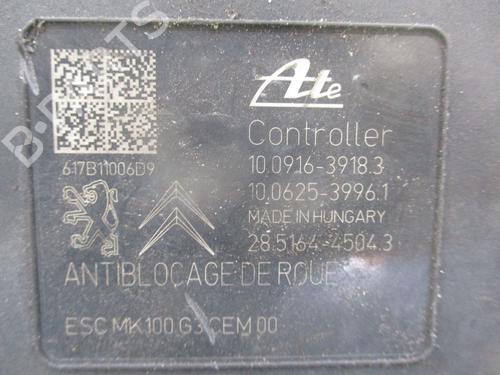 Ate
Controller
617B11006D9
10.0916-3918.3
10.0625-3996.1
MADE IN HUNGARY
28.5164-4504.3
ANTIBLOCAGE DE ROUE
ESC MK100 G3 CEM 00